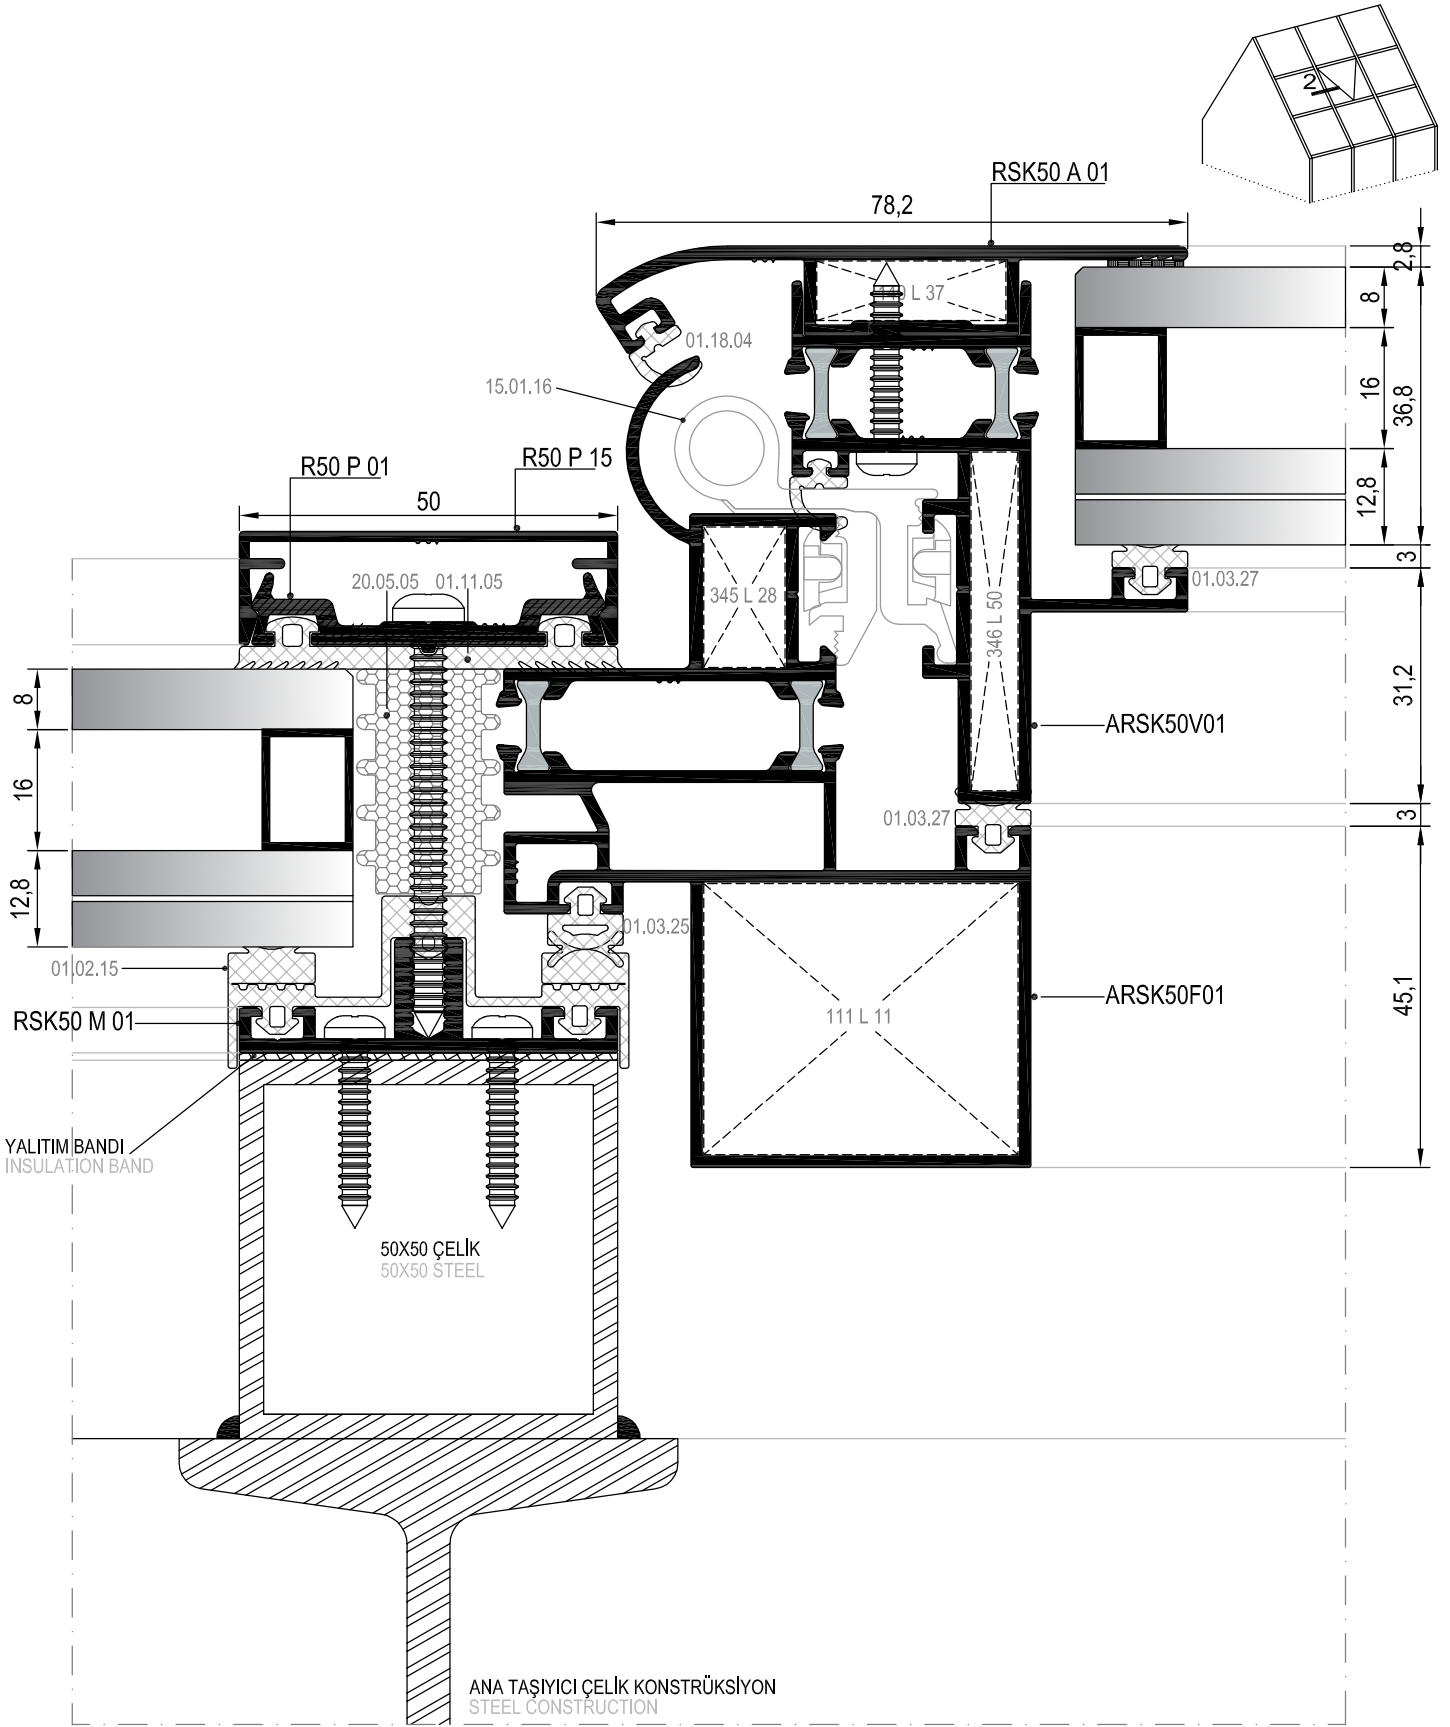 2
RSK50 A 01
78,2
2,8
8
140 L 37
01.18.04
15.01.16
16
36,8
R50 P 15
R50 P 01
50
12,8
3
01.03.27
20.05.05
01.11.05
345 L 28
346 L 50
31,2
8
ARSK50V01
16
01.03.27
3
12,8
01.03.25
01.02.15
ARSK50F01
45,1
RSK50 M 01
111 L 11
YALITIM BANDI
INSULATION BAND
50X50 ÇELİK
50X50 STEEL
ANA TAŞIYICI ÇELİK KONSTRÜKSİYON
STEEL CONSTRUCTION